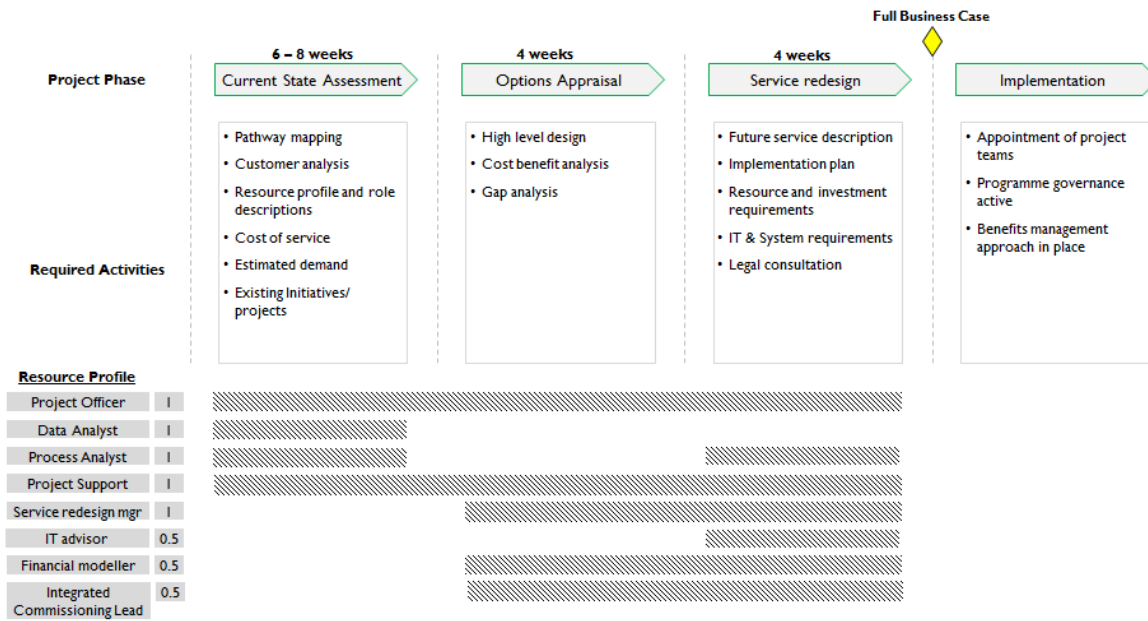 Full Business Case
6 – 8 weeks
4 weeks
4 weeks
Project Phase
Current State Assessment
Options Appraisal
Service redesign
Implementation
Required Activities
• Pathway mapping
• Customer analysis
• Resource profile and role
descriptions
• Cost of service
• Estimated demand
• Existing Initiatives/
projects
• High level design
• Cost benefit analysis
• Gap analysis
• Future service description
• Implementation plan
• Resource and investment
requirements
• IT & System requirements
• Legal consultation
• Appointment of project
teams
• Programme governance
active
• Benefits management
approach in place
Resource Profile
Project Officer 1
Data Analyst 1
Process Analyst 1
Project Support 1
Service redesign mgr 1
IT advisor 0.5
Financial modeller 0.5
Integrated 0.5
Commissioning Lead